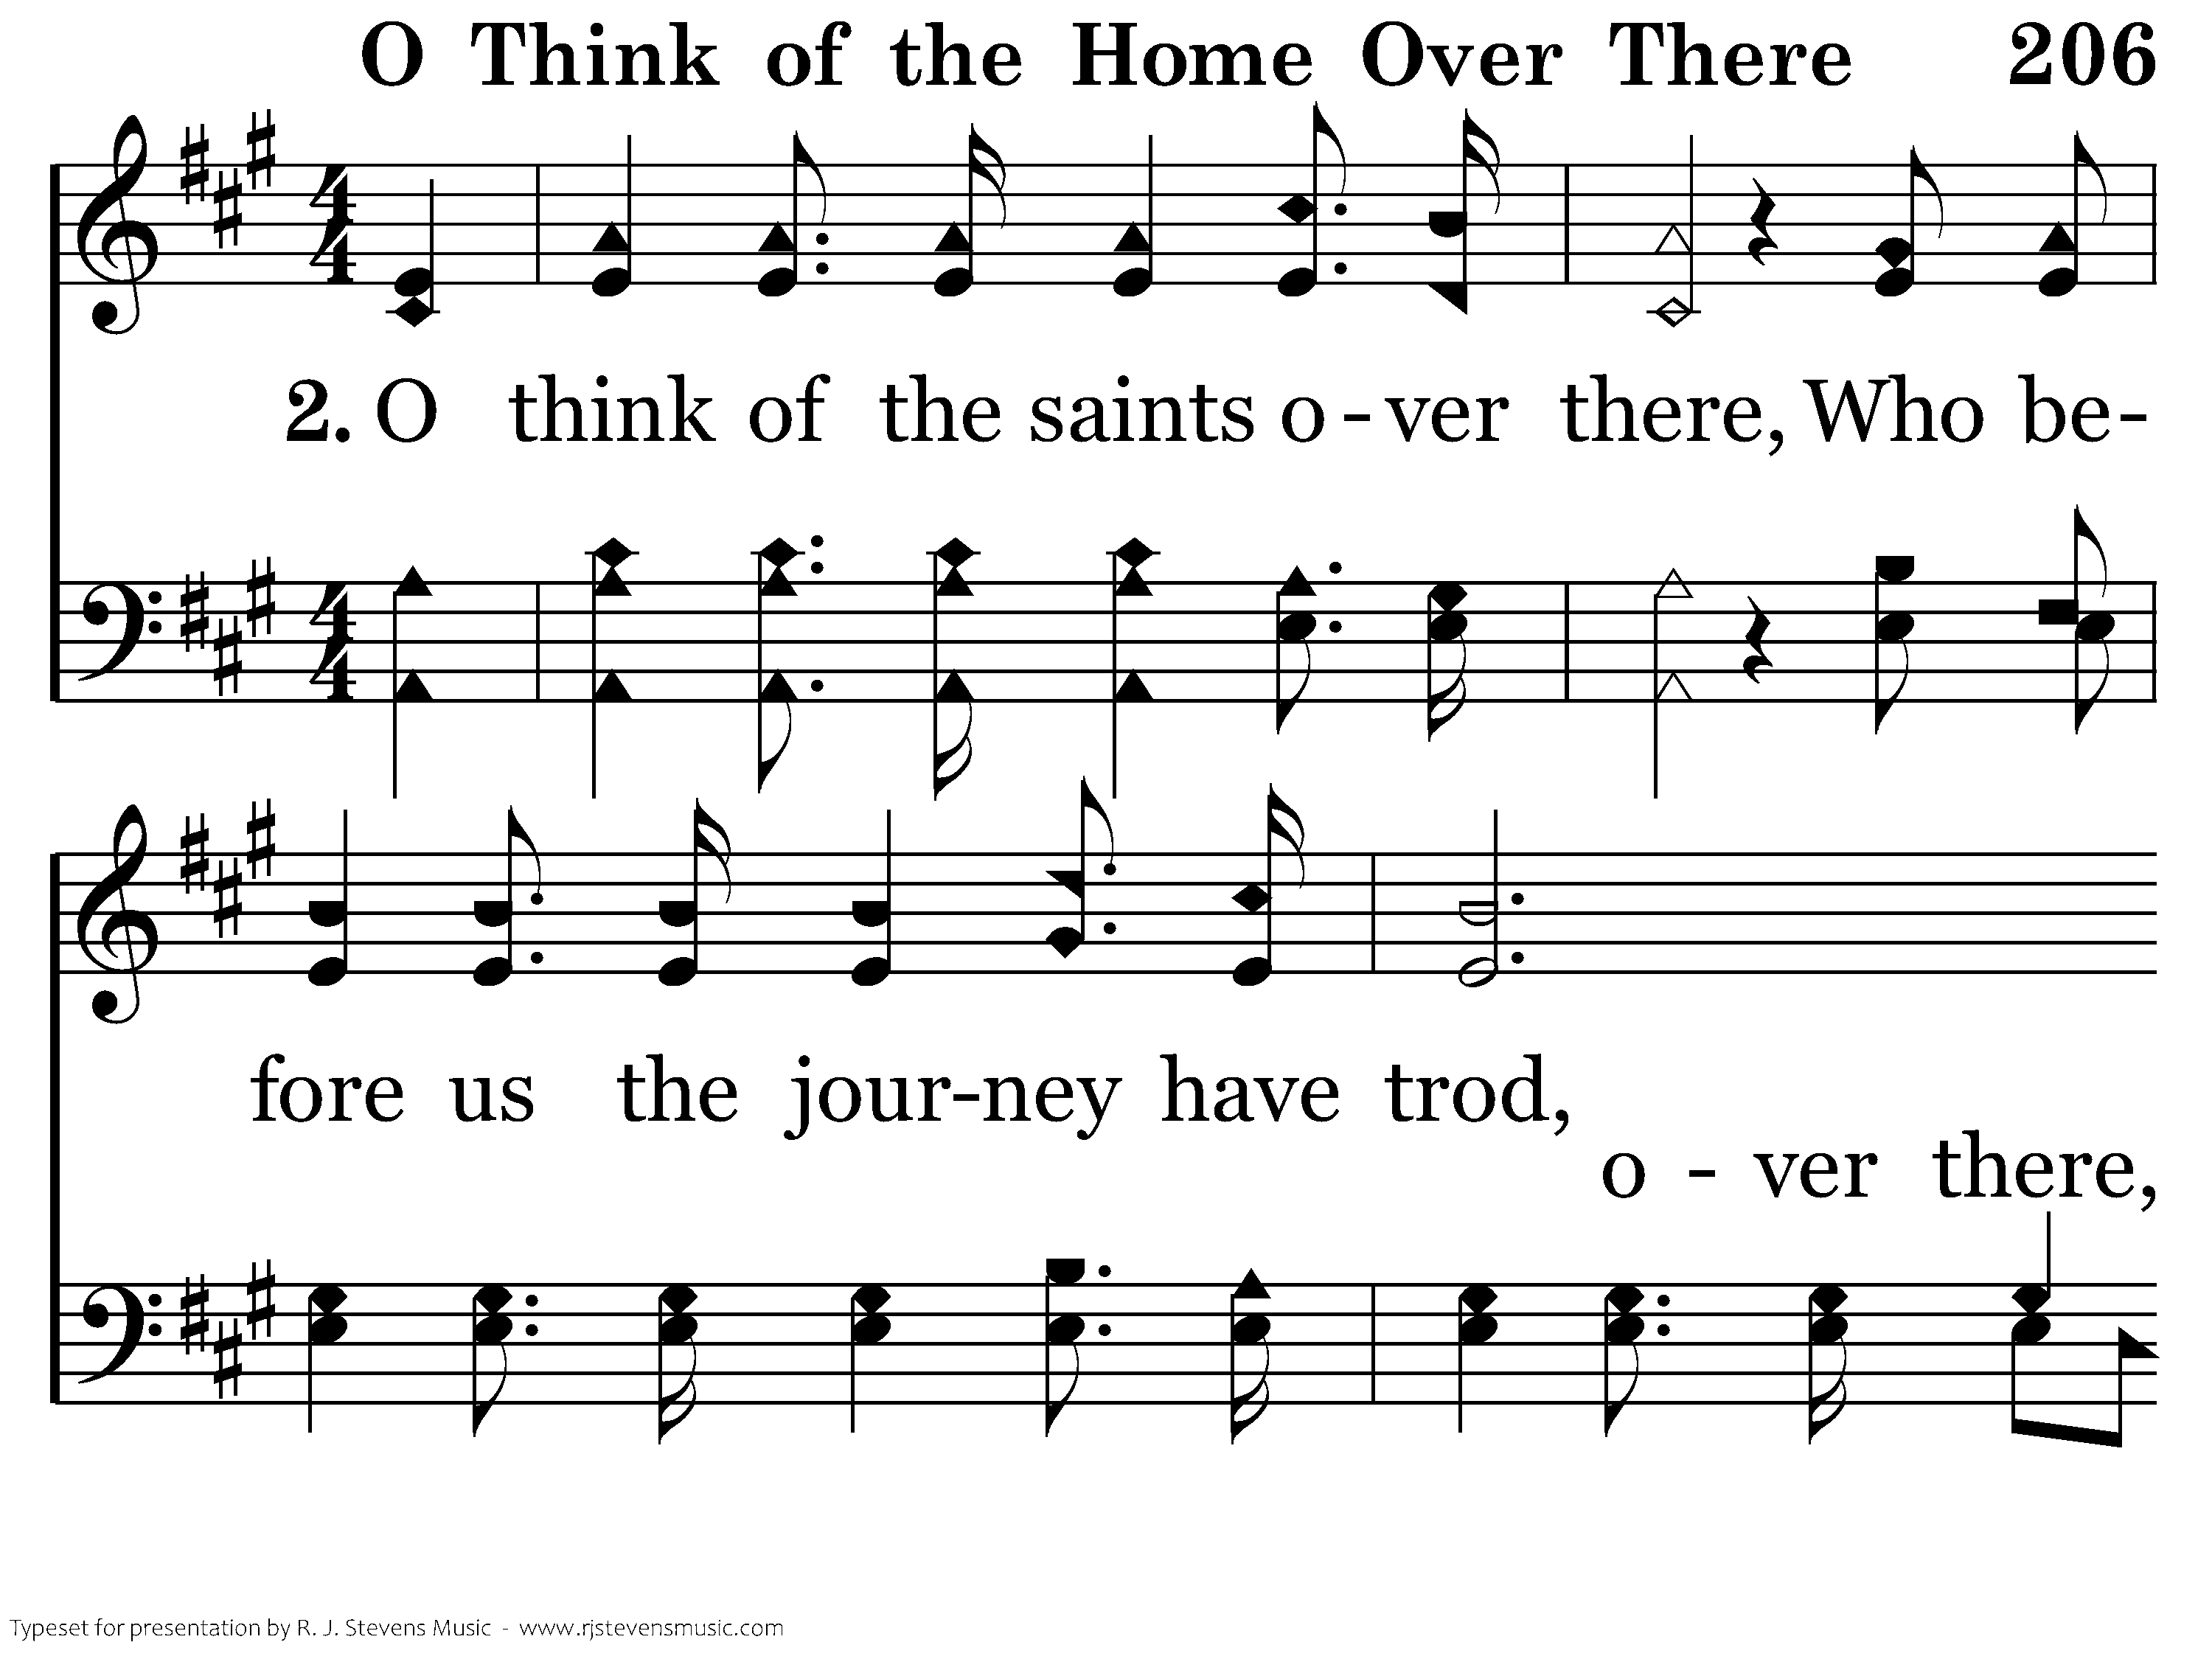 O Think of the Home Over There 206
2. O think of the saints o - ver there, Who be-
fore us the jour-ney have trod,
o - ver there,
Typeset for presentation by R. J. Stevens Music - www.rjstevensmusic.com